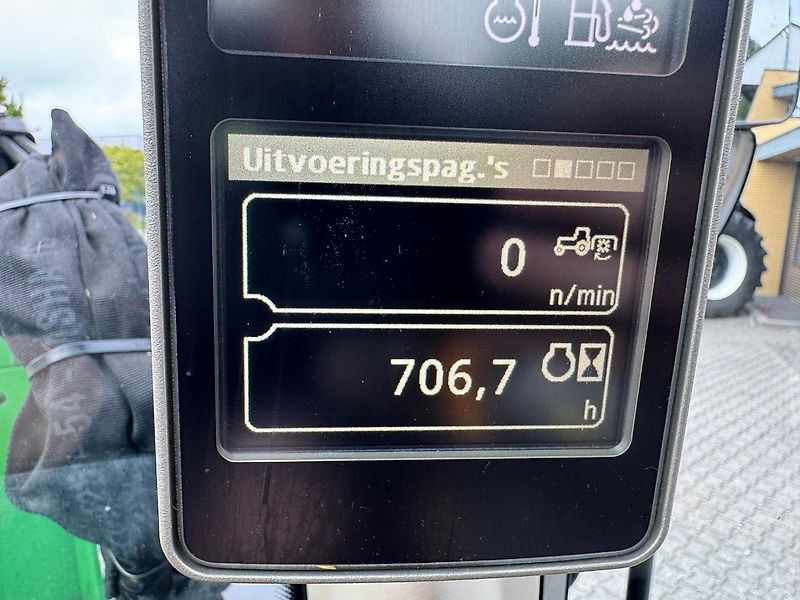 Uitvoeringspag.'s
0
n/min
706,7
h